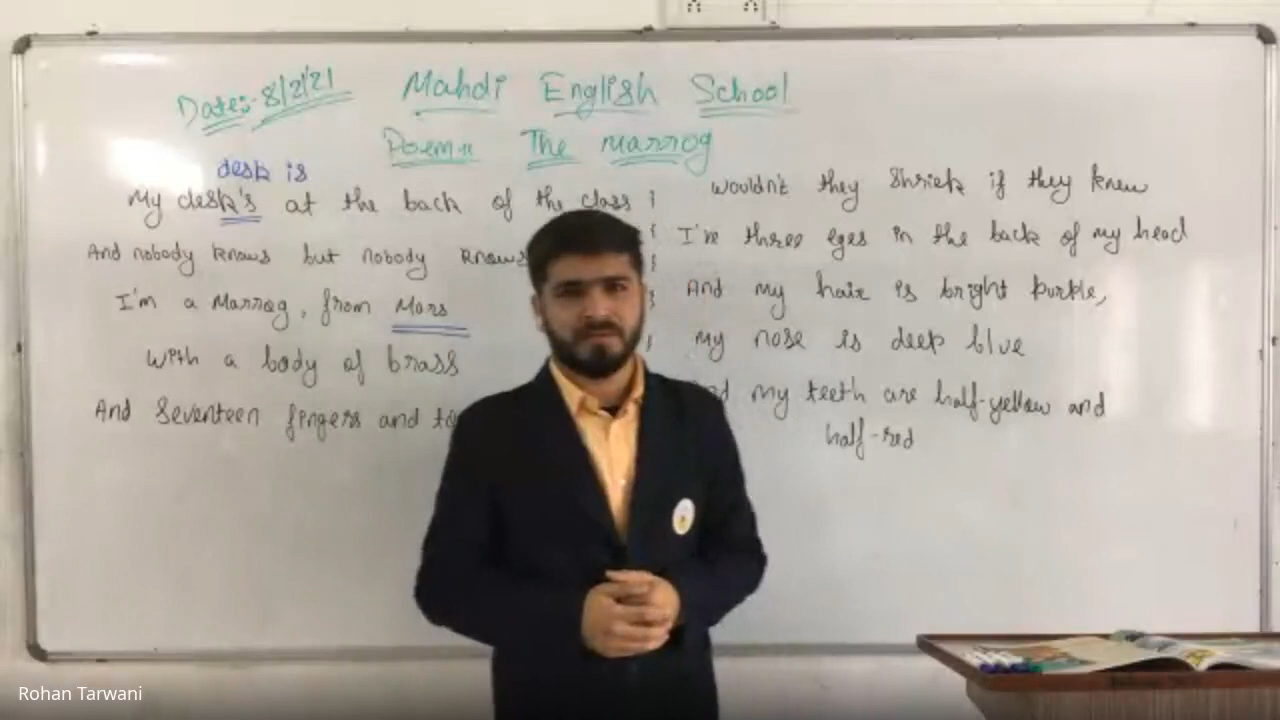 Date:- 8/2/21
Mahdi English School
Poem:- The Marrog
desk is
My desk's at the back of the class
And nobody knows but nobody knows
I'm a Marrog, from Mars
With a body of brass
And Seventeen fingers and
Wouldn't they Shriek if they knew
I've three eyes in the back of my head
And my hair is bright purple,
My nose is deep blue
my teeth are half-yellow and
half-red
Rohan Tarwani